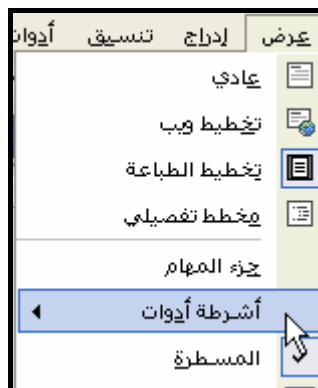 عرض إدراج تنسيق أدوات
عادي
تخطيط ويب
تخطيط الطباعة
مخطط تفصيلي
جزء المهام
أشرطة أدوات
المسطرة